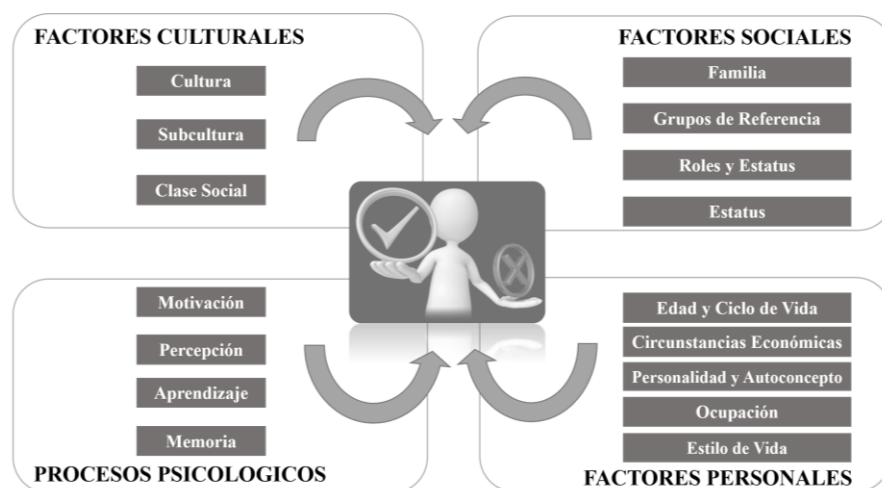 FACTORES CULTURALES
Cultura
Subcultura
Clase Social
FACTORES SOCIALES
Familia
Grupos de Referencia
Roles y Estatus
Estatus
Motivación
Percepción
Aprendizaje
Memoria
PROCESOS PSICOLOGICOS
Edad y Ciclo de Vida
Circunstancias Económicas
Personalidad y Autoconcepto
Ocupación
Estilo de Vida
FACTORES PERSONALES